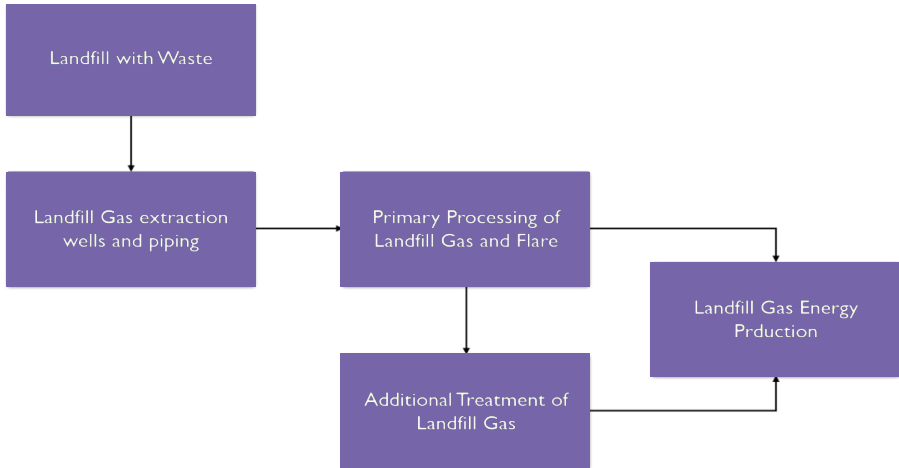 Landfill with Waste
Landfill Gas extraction
wells and piping
Primary Processing of
Landfill Gas and Flare
Landfill Gas Energy
Prduction
Additional Treatment of
Landfill Gas